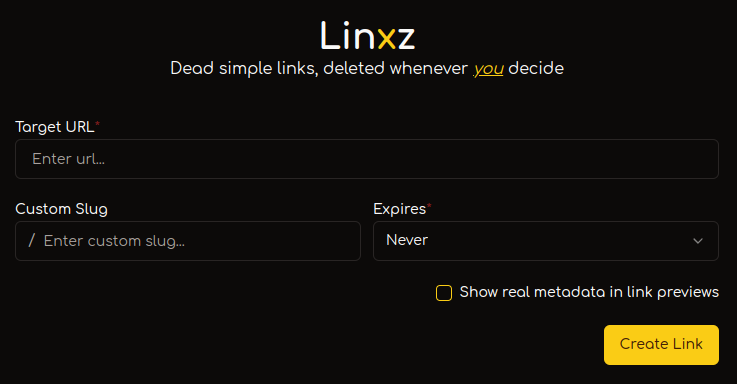 Linxz
Dead simple links, deleted whenever you decide
Target URL*
Enter url...
Custom Slug
Expires*
/ Enter custom slug...
Never
Show real metadata in link previews
Create Link